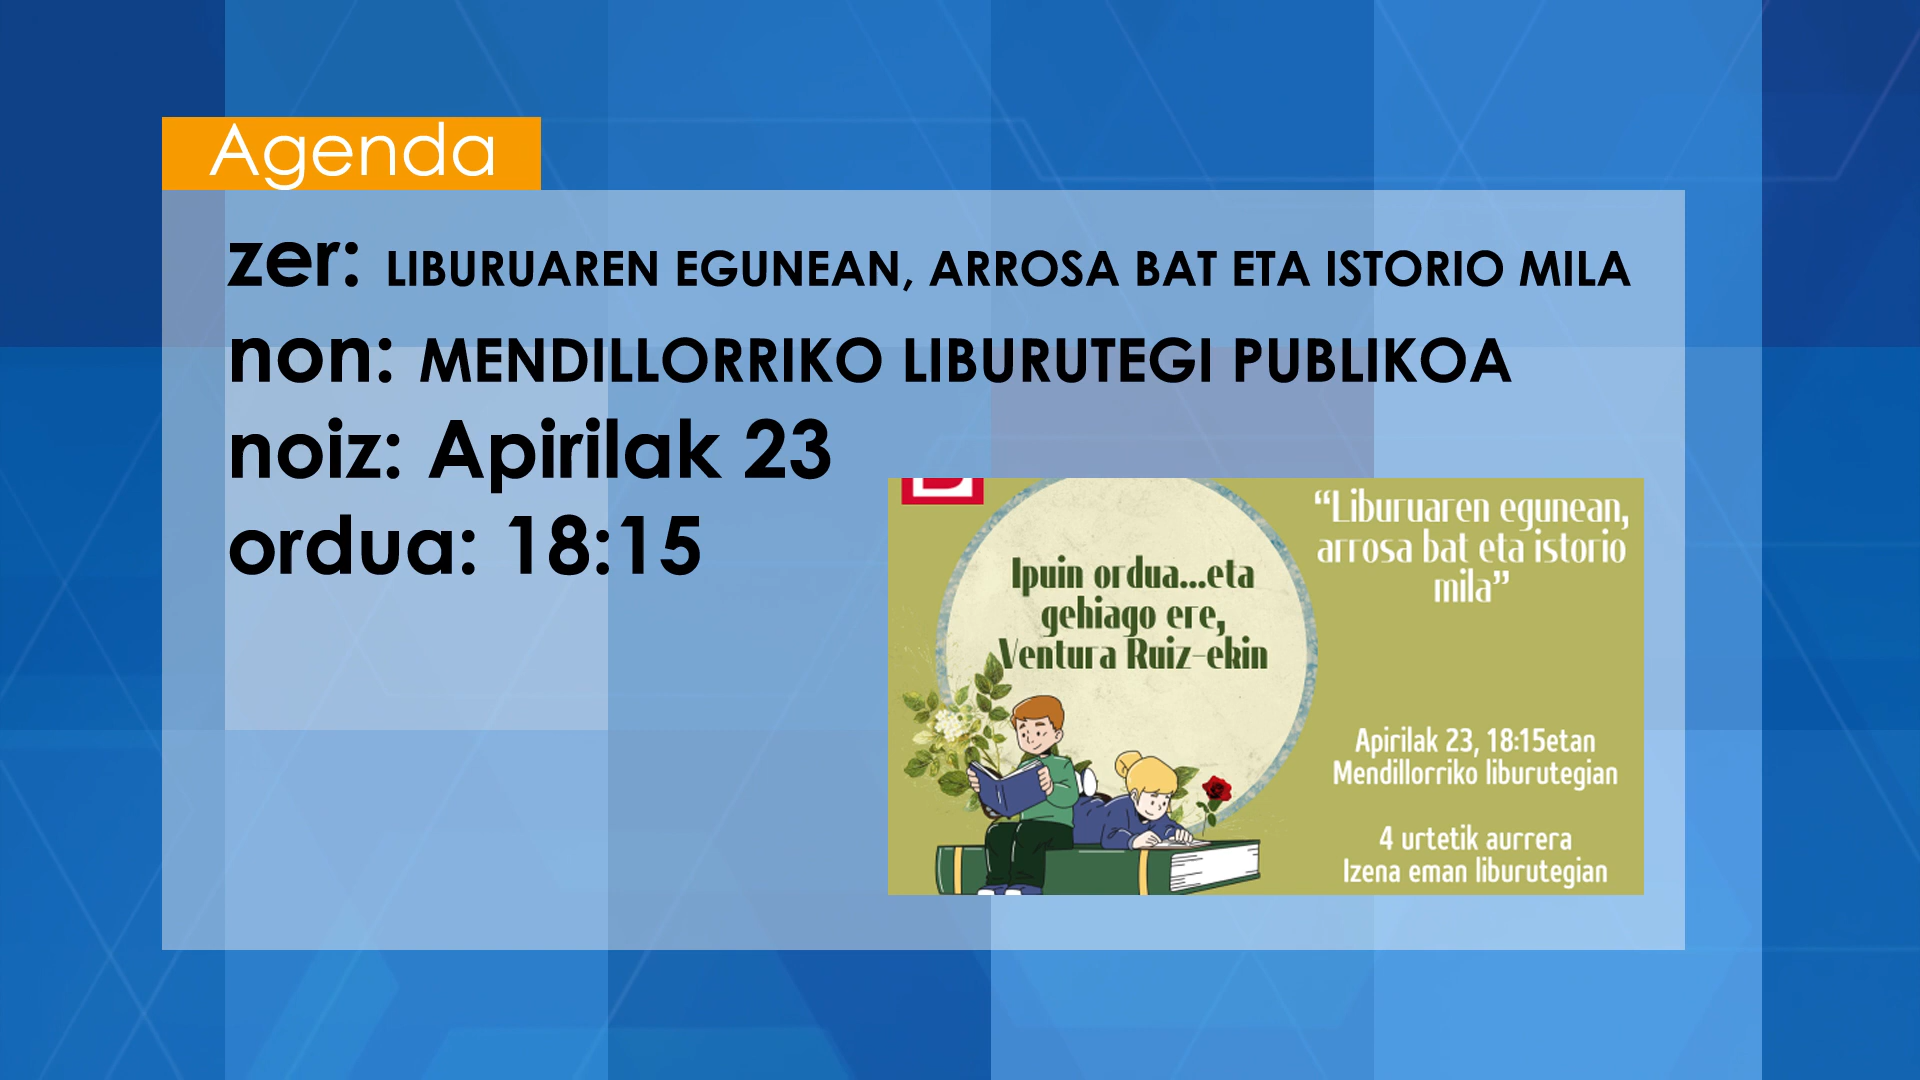 Agenda
zer: LIBURUAREN EGUNEAN, ARROSA BAT ETA ISTORIO MILA
non: MENDILLORRIKO LIBURUTEGI PUBLIKOA
noiz: Apirilak 23
ordua: 18:15
Ipuin ordua...eta
gehiago ere,
Ventura Ruiz-ekin
“Liburuaren egunean,
arrosa bat eta istorio
mila”
Apirilak 23, 18:15etan
Mendillorriko liburutegian
4 urtetik aurrera
Izena eman liburutegian